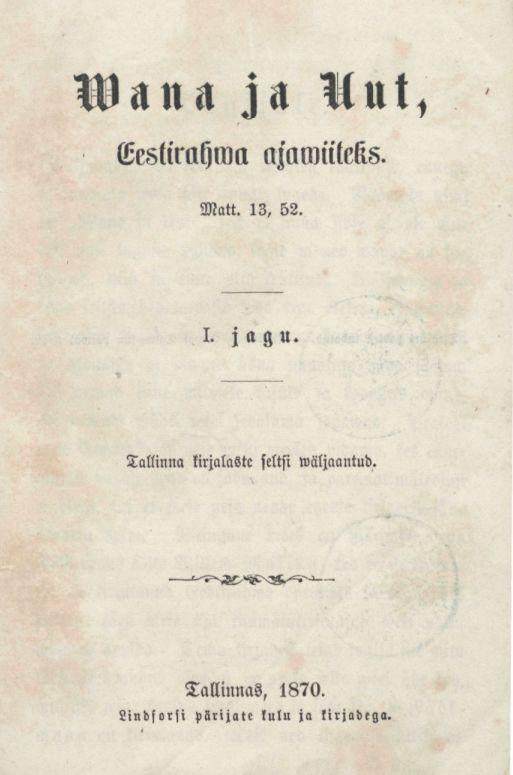 Wana ja Uut,
Eestirahwa ajawiiteks.
Matt. 13, 52.
I. jagu.
Tallinna kirjalaste seltsi wäljaantud.
Tallinnas, 1870.
Lindforsi pärijate kulu ja kirjadega.